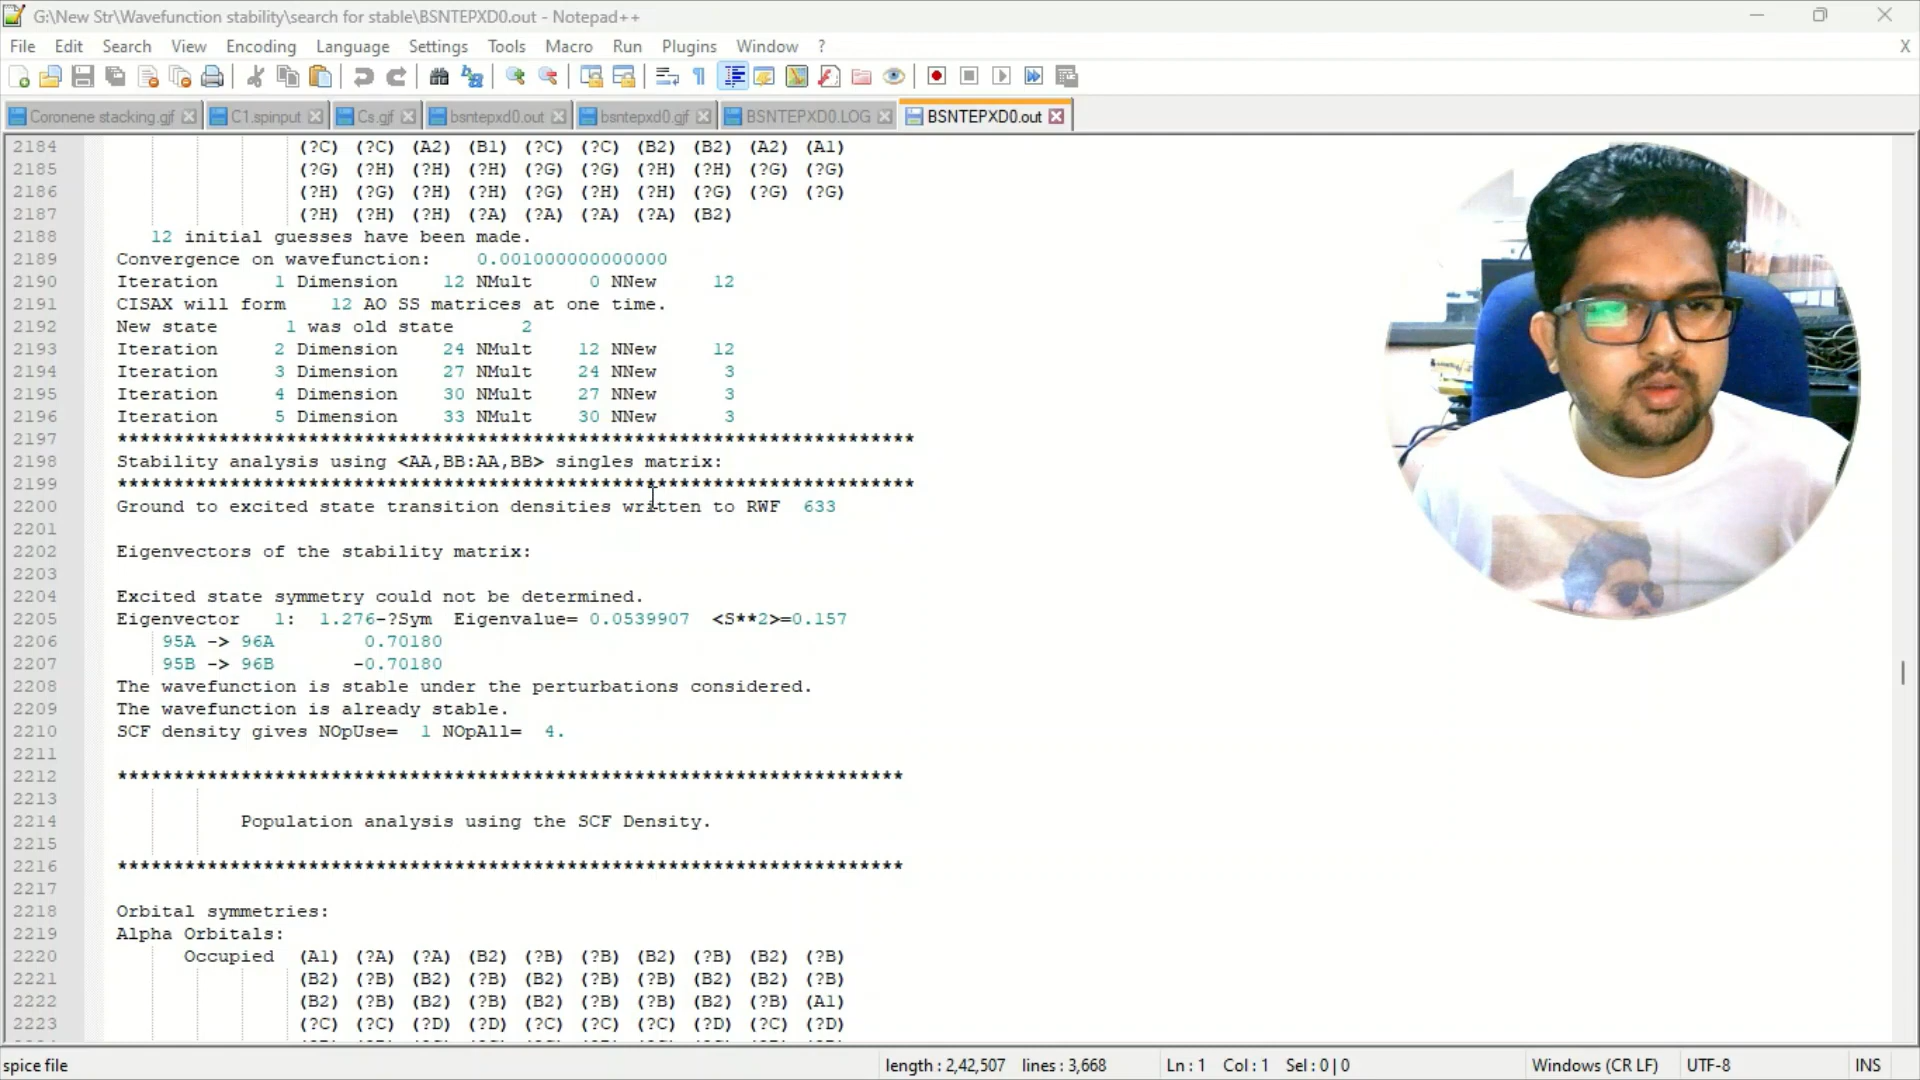 G:\New Str\Wavefunction stability\search for stable\BSNTEPXD0.out - Notepad++
File Edit Search View Encoding Language Settings Tools Macro Run Plugins Window ? X
Coronene stacking.gjf C1.spinput Cs.gjf bsntepxd0.out bsntepxd0.gjf BSNTEPXD0.LOG BSNTEPXD0.out
2184 (?C) (?C) (A2) (B1) (?C) (?C) (B2) (B2) (A2) (A1)
2185 (?G) (?H) (?H) (?H) (?G) (?G) (?H) (?H) (?G) (?G)
2186 (?H) (?G) (?H) (?H) (?G) (?H) (?H) (?G) (?G) (?G)
2187 (?H) (?H) (?H) (?A) (?A) (?A) (?A) (B2)
2188 12 initial guesses have been made.
2189 Convergence on wavefunction: 0.001000000000000
2190 Iteration 1 Dimension 12 NMult 0 NNew 12
2191 CISAX will form 12 AO SS matrices at one time.
2192 New state 1 was old state 2
2193 Iteration 2 Dimension 24 NMult 12 NNew 12
2194 Iteration 3 Dimension 27 NMult 24 NNew 3
2195 Iteration 4 Dimension 30 NMult 27 NNew 3
2196 Iteration 5 Dimension 33 NMult 30 NNew 3
2197 ***********************************************************************
2198 Stability analysis using <AA,BB:AA,BB> singles matrix:
2199 ***********************************************************************
2200 Ground to excited state transition densities written to RWF 633
2201
2202 Eigenvectors of the stability matrix:
2203
2204 Excited state symmetry could not be determined.
2205 Eigenvector 1: 1.276-?Sym Eigenvalue= 0.0539907 <S**2>=0.157
2206 95A -> 96A 0.70180
2207 95B -> 96B -0.70180
2208 The wavefunction is stable under the perturbations considered.
2209 The wavefunction is already stable.
2210 SCF density gives NOpUse= 1 NOpAll= 4.
2211
2212 **********************************************************************
2213
2214 Population analysis using the SCF Density.
2215
2216 **********************************************************************
2217
2218 Orbital symmetries:
2219 Alpha Orbitals:
2220 Occupied (A1) (?A) (?A) (B2) (?B) (?B) (B2) (?B) (B2) (?B)
2221 (B2) (?B) (B2) (?B) (B2) (?B) (B2) (?B) (B2) (?B)
2222 (B2) (?B) (B2) (?B) (B2) (?B) (?B) (B2) (?B) (A1)
2223 (?C) (?C) (?D) (?D) (?C) (?C) (?C) (?D) (?C) (?D)
spice file length : 2,42,507 lines : 3,668 Ln : 1 Col : 1 Sel : 0 | 0 Windows (CR LF) UTF-8 INS